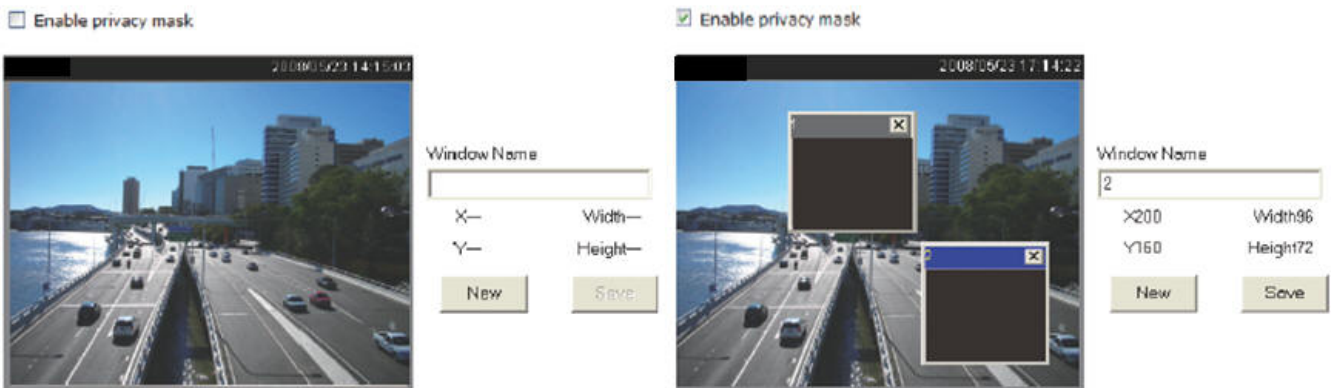 Enable privacy mask
2008/05/23 14:15:03
Window Name
X—
Width—
Y—
Height—
New
Save
Enable privacy mask
2008/05/23 17:14:22
1
2
Window Name
2
X200
Width96
Y160
Height72
New
Save